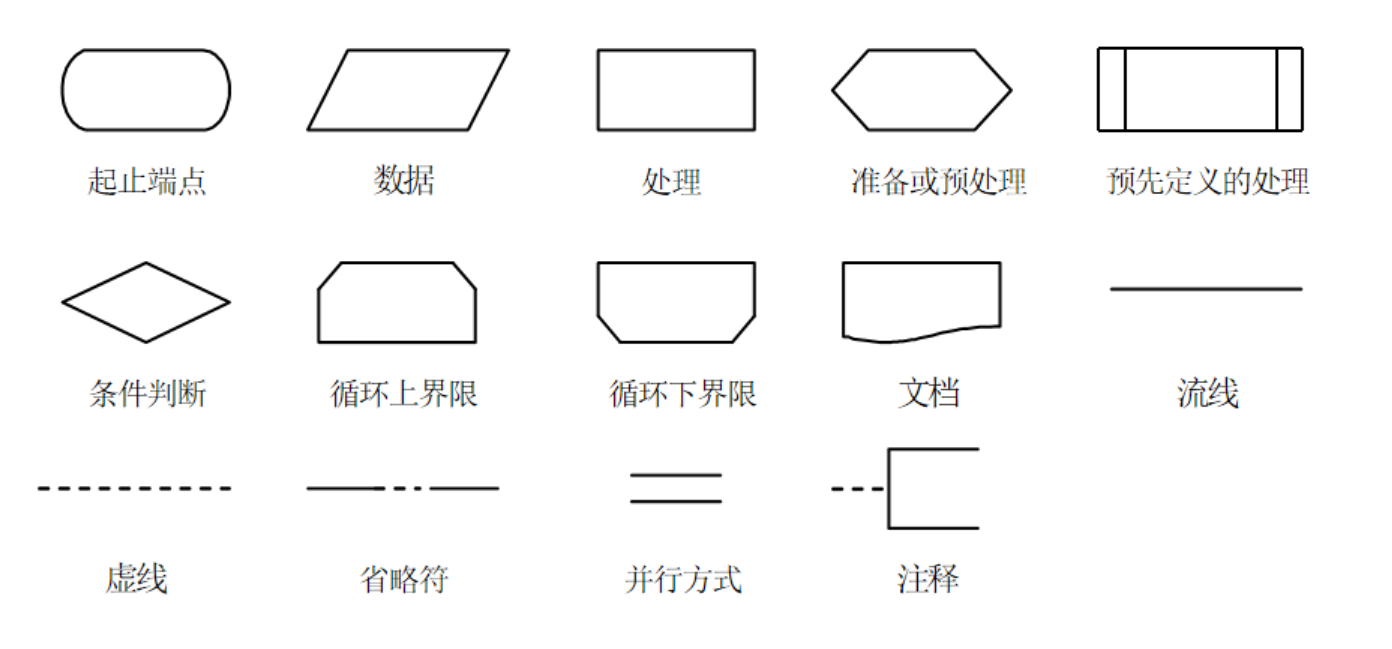 起止端点 数据 处理 准备或预处理 预先定义的处理
条件判断 循环上界限 循环下界限 文档 流线
虚线 省略符 并行方式 注释